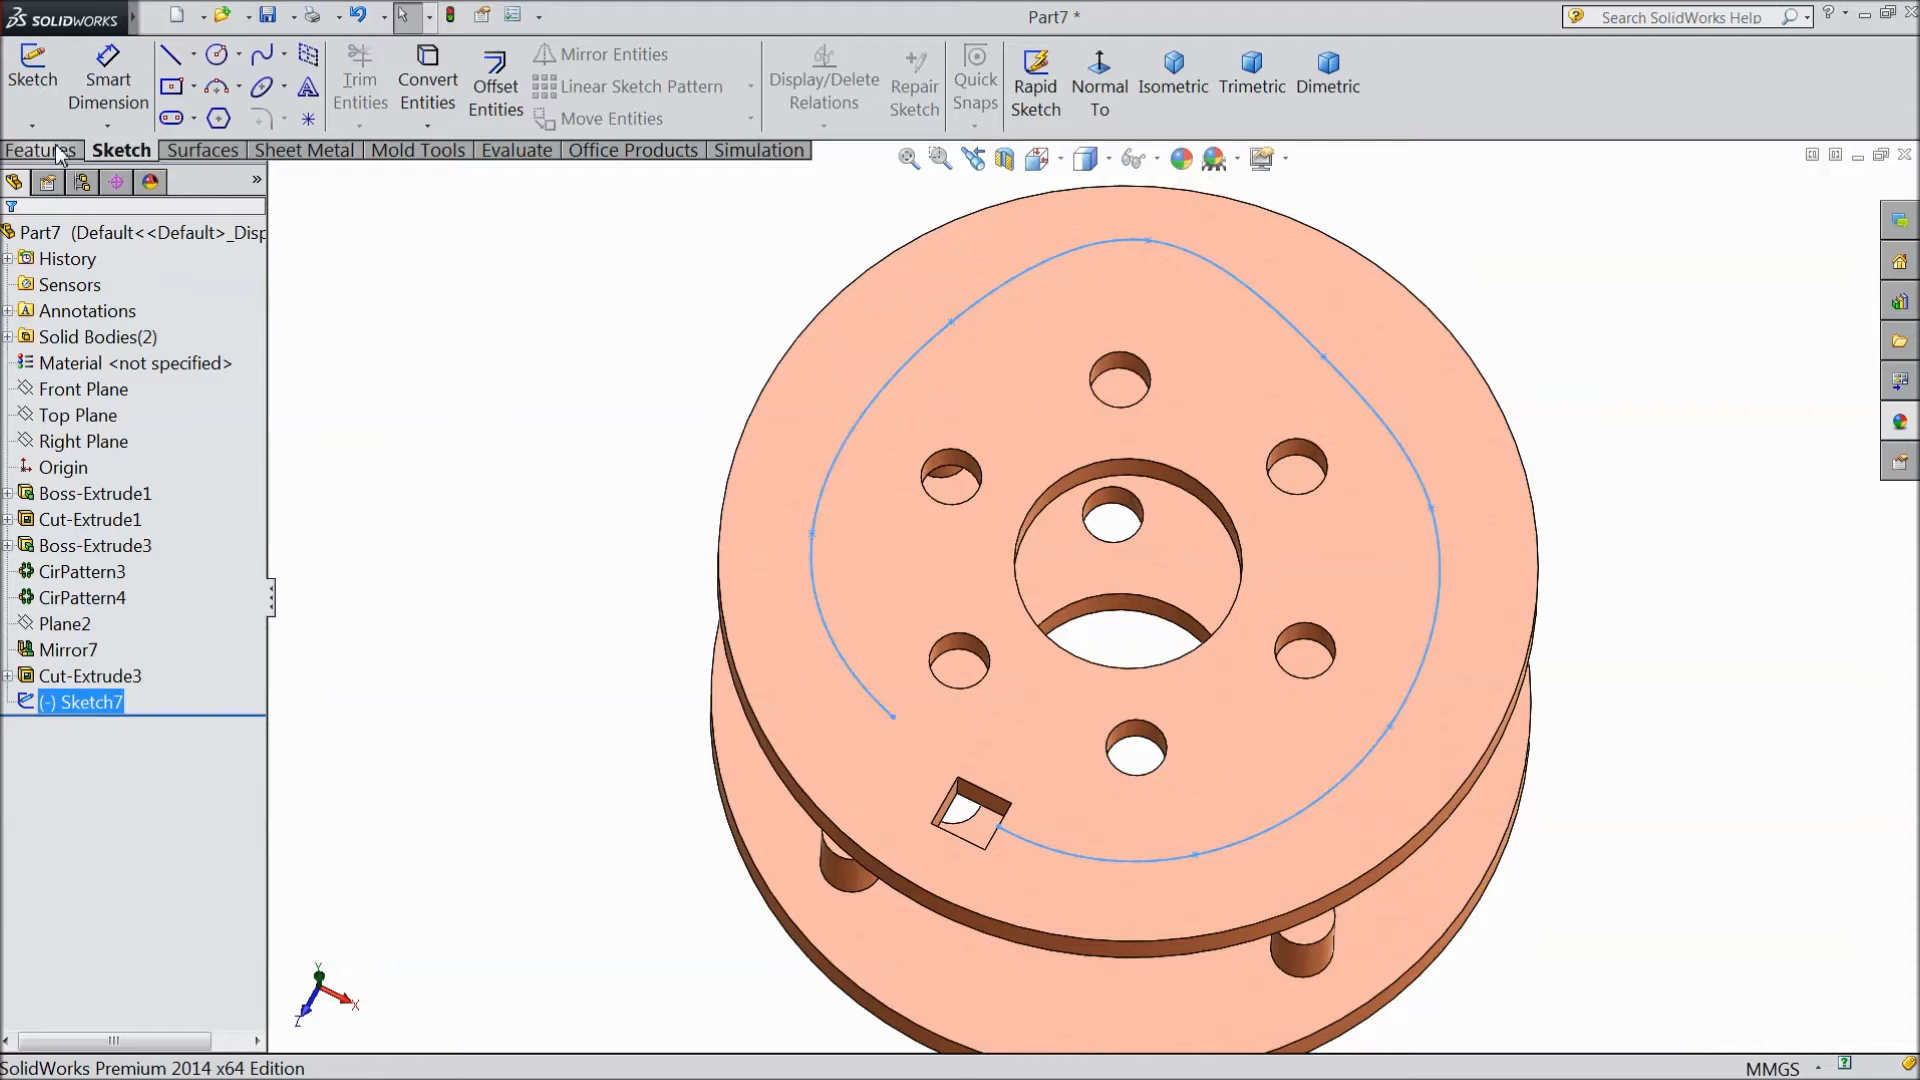 SOLIDWORKS
Part7 *
Search SolidWorks Help
Sketch
Smart Dimension
Trim Entities
Convert Entities
Offset Entities
Mirror Entities
Linear Sketch Pattern
Move Entities
Display/Delete Relations
Repair Sketch
Quick Snaps
Rapid Sketch
Normal To
Isometric
Trimetric
Dimetric
Features
Sketch
Surfaces
Sheet Metal
Mold Tools
Evaluate
Office Products
Simulation
Part7 (Default<<Default>_Disp
History
Sensors
Annotations
Solid Bodies(2)
Material <not specified>
Front Plane
Top Plane
Right Plane
Origin
Boss-Extrude1
Cut-Extrude1
Boss-Extrude3
CirPattern3
CirPattern4
Plane2
Mirror7
Cut-Extrude3
(-) Sketch7
Y
X
Z
SolidWorks Premium 2014 x64 Edition
MMGS